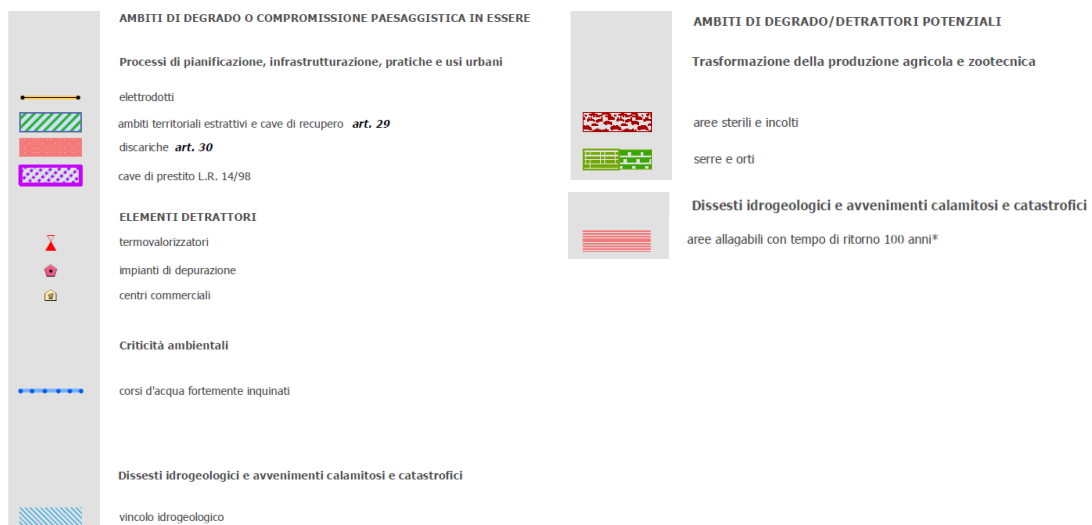 AMBITI DI DEGRADO O COMPROMISSIONE PAESAGGISTICA IN ESSERE
Processi di pianificazione, infrastrutturazione, pratiche e usi urbani
elettrodotti
ambiti territoriali estrattivi e cave di recupero art. 29
discariche art. 30
cave di prestito L.R. 14/98
ELEMENTI DETRATTORI
termovalorizzatori
impianti di depurazione
centri commerciali
Criticità ambientali
corsi d'acqua fortemente inquinati
Dissesti idrogeologici e avvenimenti calamitosi e catastrofici
vincolo idrogeologico
AMBITI DI DEGRADO/DETRATTORI POTENZIALI
Trasformazione della produzione agricola e zootecnica
aree sterili e incolti
serre e orti
Dissesti idrogeologici e avvenimenti calamitosi e catastrofici
aree allagabili con tempo di ritorno 100 anni*